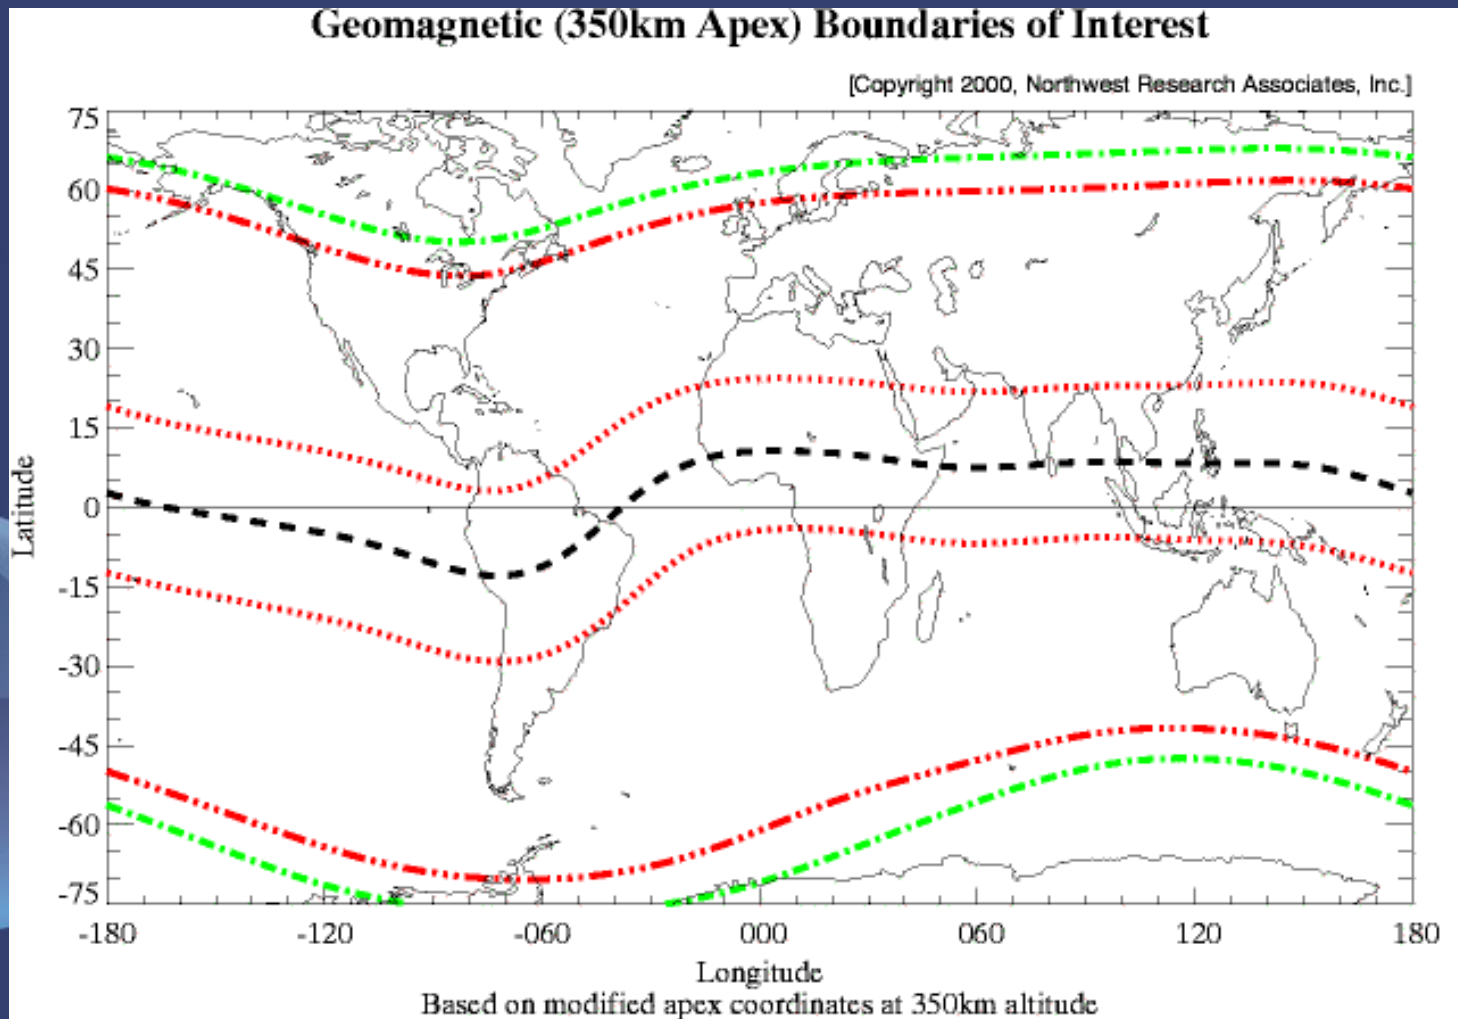 Geomagnetic (350km Apex) Boundaries of Interest
[Copyright 2000, Northwest Research Associates, Inc.]
75
60
45
30
15
0
-15
-30
-45
-60
-75
Latitude
-180 -120 -060 000 060 120 180
Longitude
Based on modified apex coordinates at 350km altitude